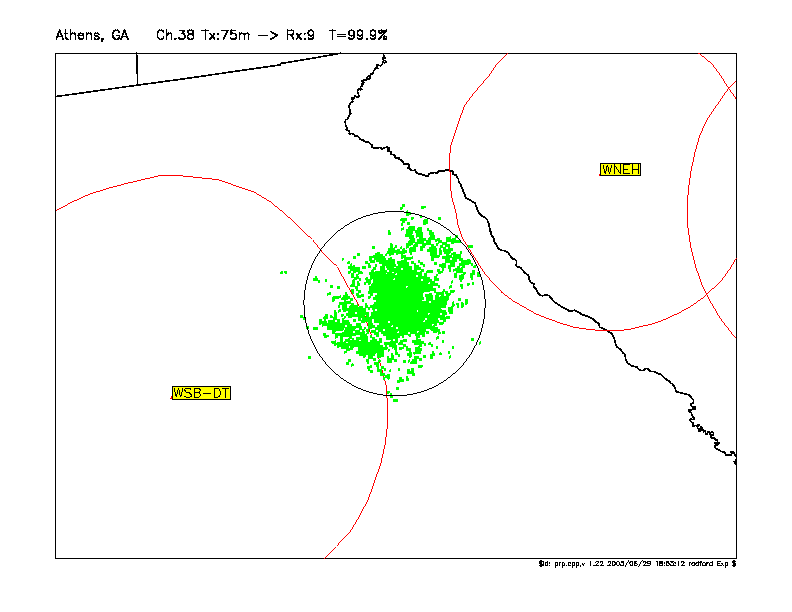 Athens, GA Ch.38 Tx:75m -> Rx:9 T=99.9%
WNEH
WSB-DT
$Id: prp.cpp,v 1.22 2003/06/29 18:53:12 radford Exp $